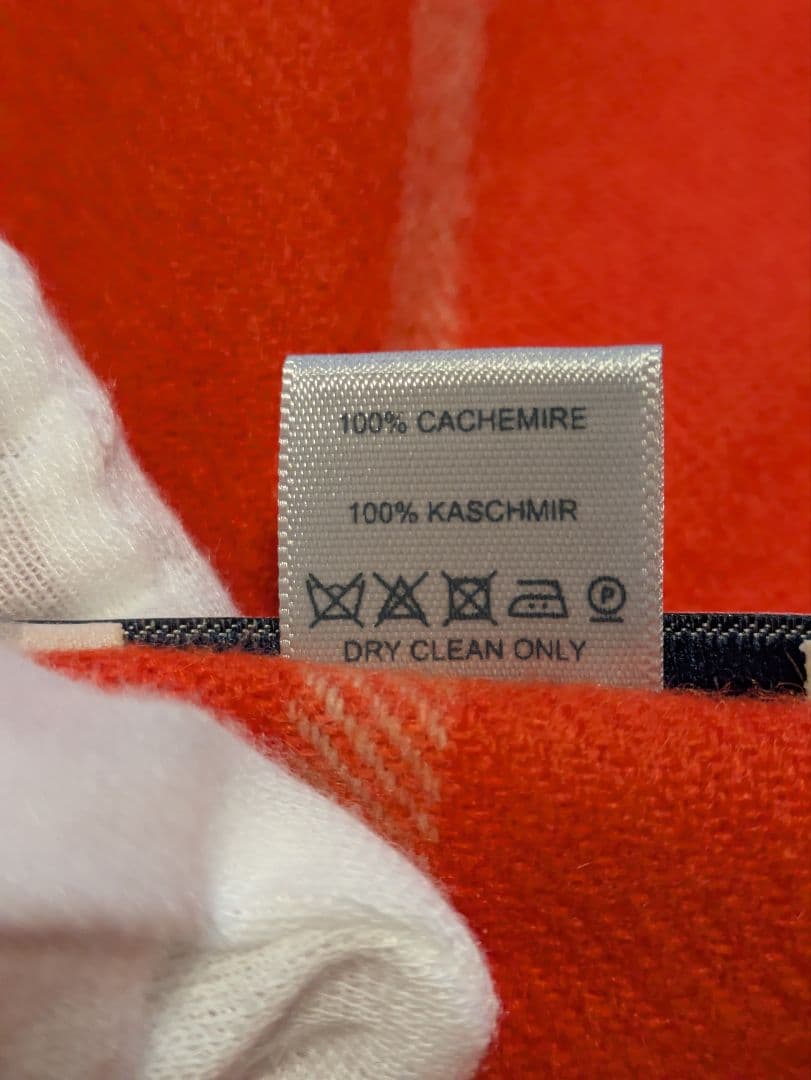 100% CACHEMIRE
100% KASCHMIR
P
DRY CLEAN ONLY